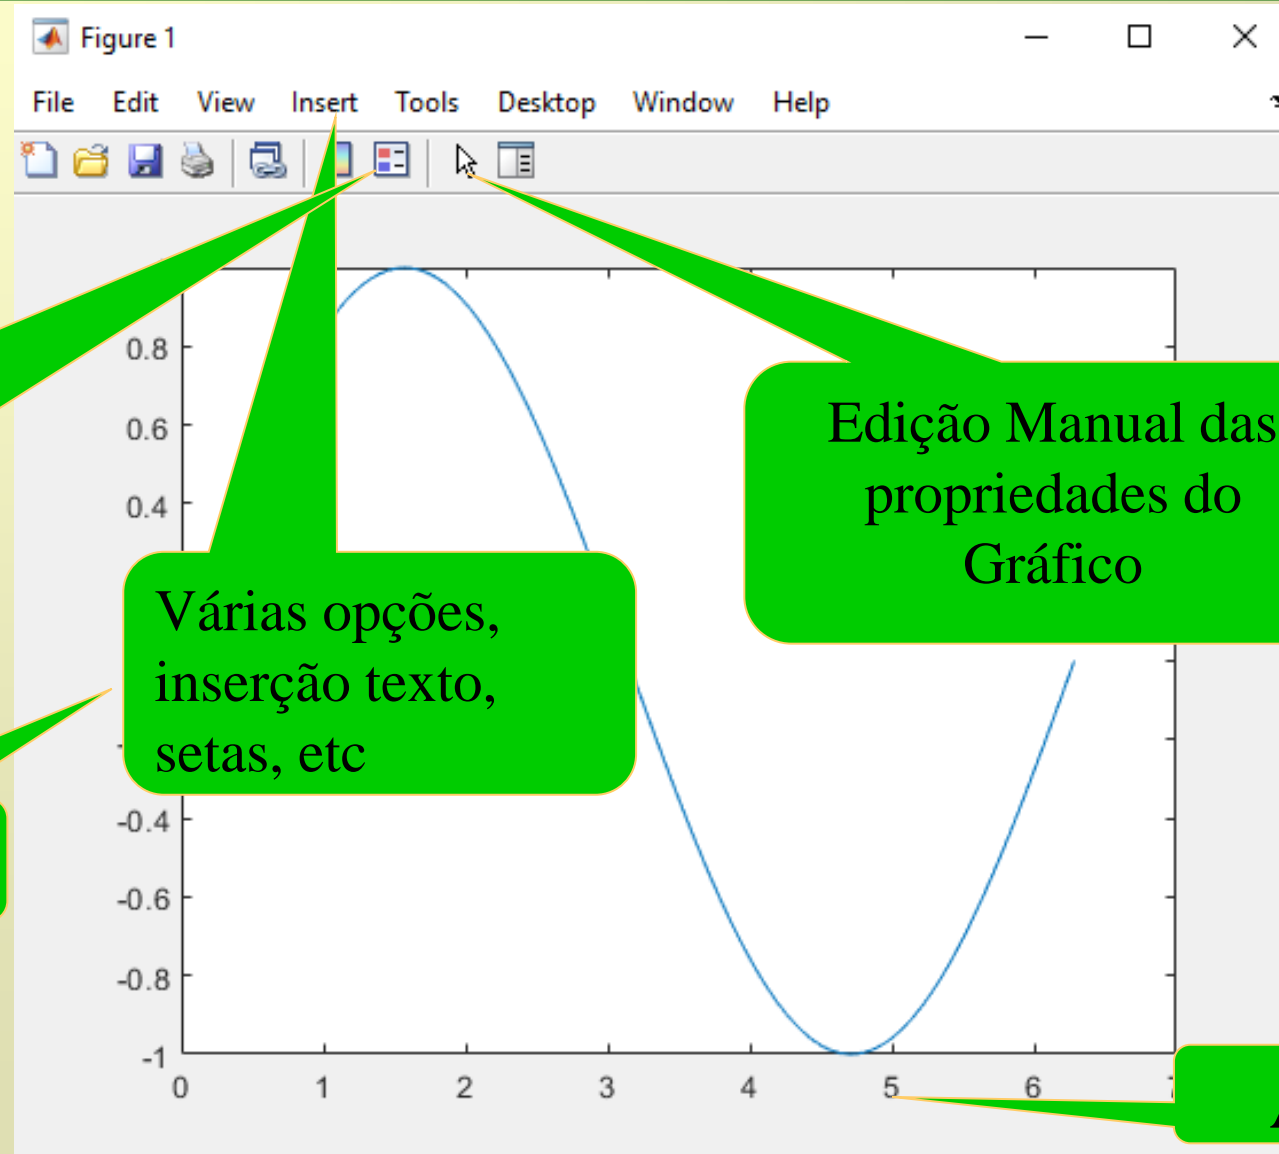 Figure 1
File Edit View Insert Tools Desktop Window Help
0.8
0.6
Edição Manual das
propriedades do
Gráfico
0.4
Várias opções,
inserção texto,
setas, etc
-0.4
-0.6
-0.8
-1
0 1 2 3 4 5 6